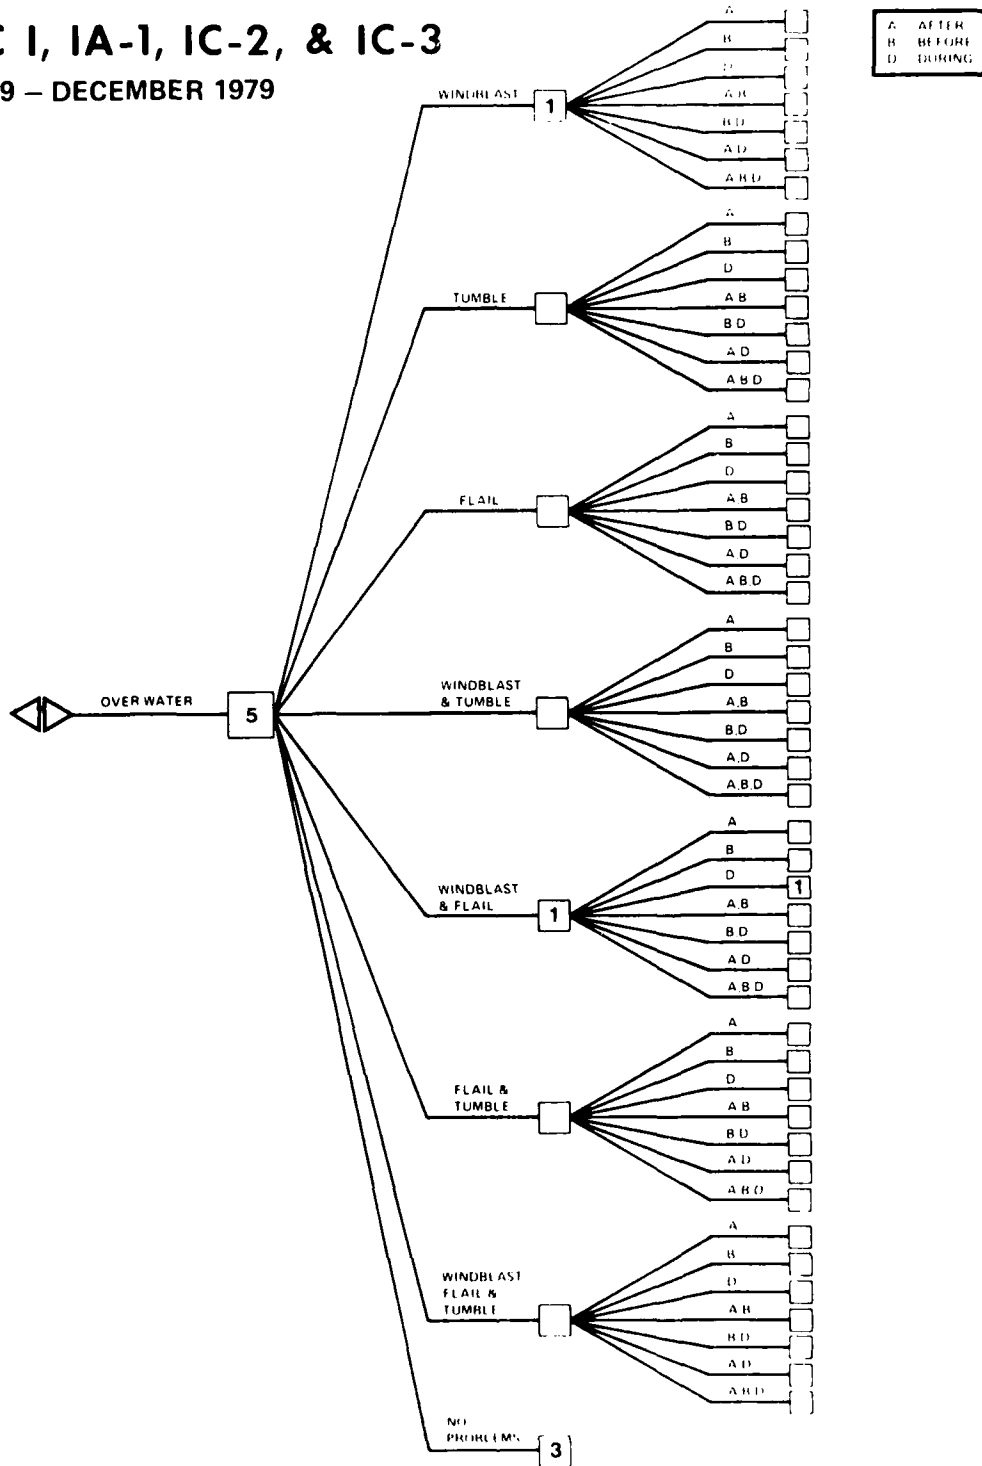 C I, IA-1, IC-2, & IC-3
9 – DECEMBER 1979
A AFTER
B BEFORE
D DURING
WINDBLAST
1
A
B
D
A,B
B,D
A,D
A,B,D
TUMBLE
A
B
D
A B
B D
A D
A B D
FLAIL
A
B
D
A B
B D
A,D
A B,D
OVER WATER
5
WINDBLAST
& TUMBLE
A
B
D
A,B
B,D
A,D
A,B,D
WINDBLAST
& FLAIL
1
A
B
D
1
A,B
B D
A D
A,B D
FLAIL &
TUMBLE
A
B
D
A B
B D
A D
A B D
WINDBLAST
FLAIL &
TUMBLE
A
B
D
A B
B D
A D
A B D
NO
PROBLEMS
3